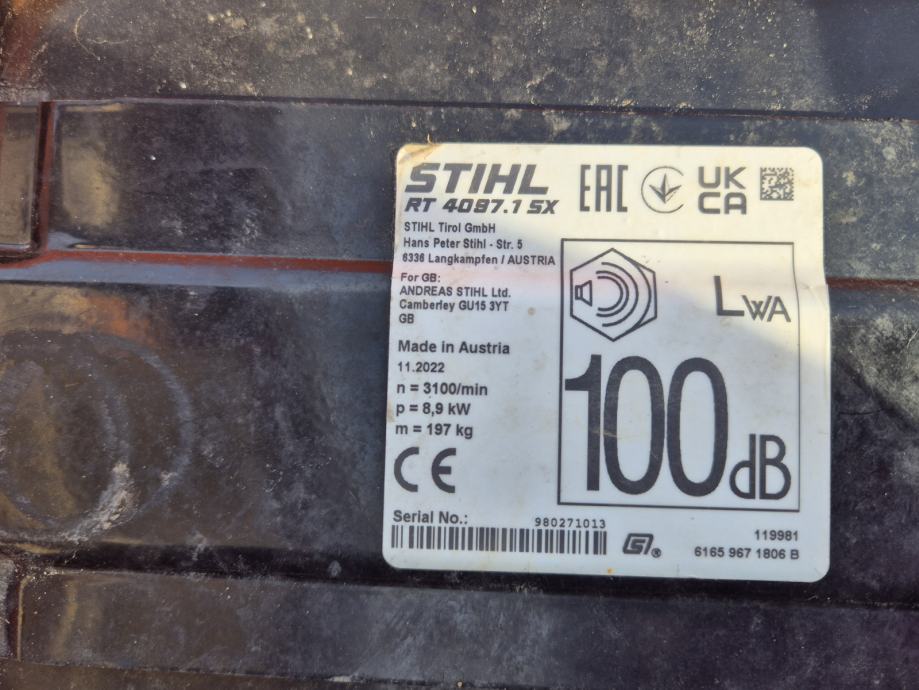 STIHL
RT 4097.1 SX
EAC
UK
CA
STIHL Tirol GmbH
Hans Peter Stihl - Str. 5
6336 Langkampfen / AUSTRIA
For GB:
ANDREAS STIHL Ltd.
Camberley GU15 3YT
GB
Made in Austria
11.2022
n = 3100/min
p = 8,9 kW
m = 197 kg
CE
LWA
100dB
Serial No.: 980271013
119981
6165 967 1806 B